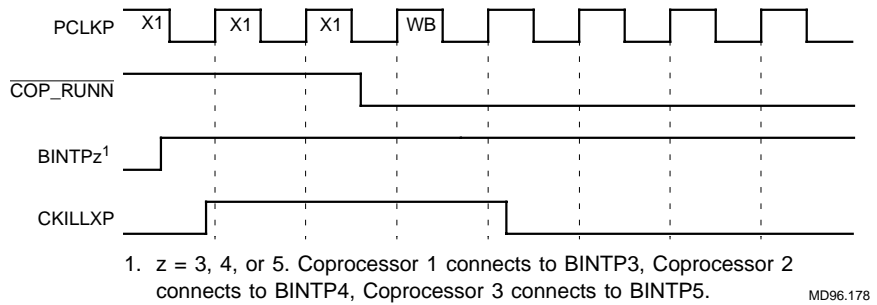 PCLKP X1 X1 X1 WB
COP_RUNN
BINTPz1
CKILLXP
1. z = 3, 4, or 5. Coprocessor 1 connects to BINTP3, Coprocessor 2
connects to BINTP4, Coprocessor 3 connects to BINTP5.
MD96.178